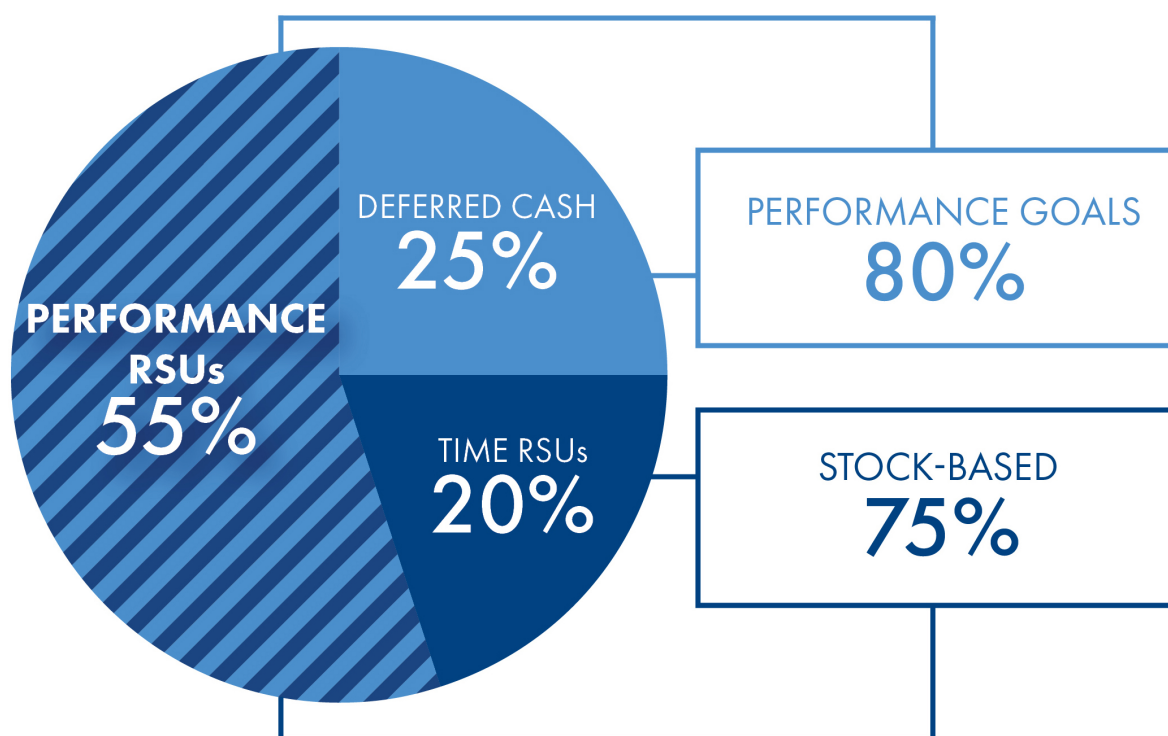 DEFERRED CASH
25%
PERFORMANCE GOALS
80%
PERFORMANCE
RSUs
55%
TIME RSUs
20%
STOCK-BASED
75%